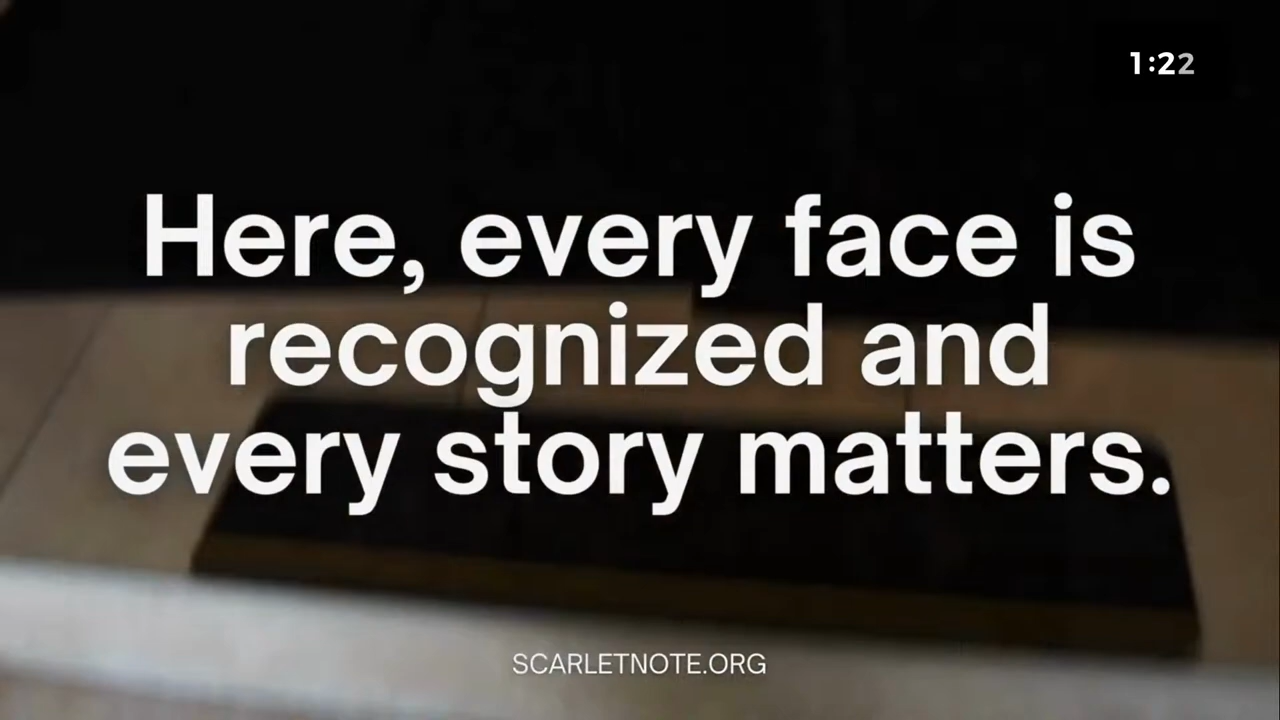 1:22
Here, every face is
recognized and
every story matters.
SCARLETNOTE.ORG